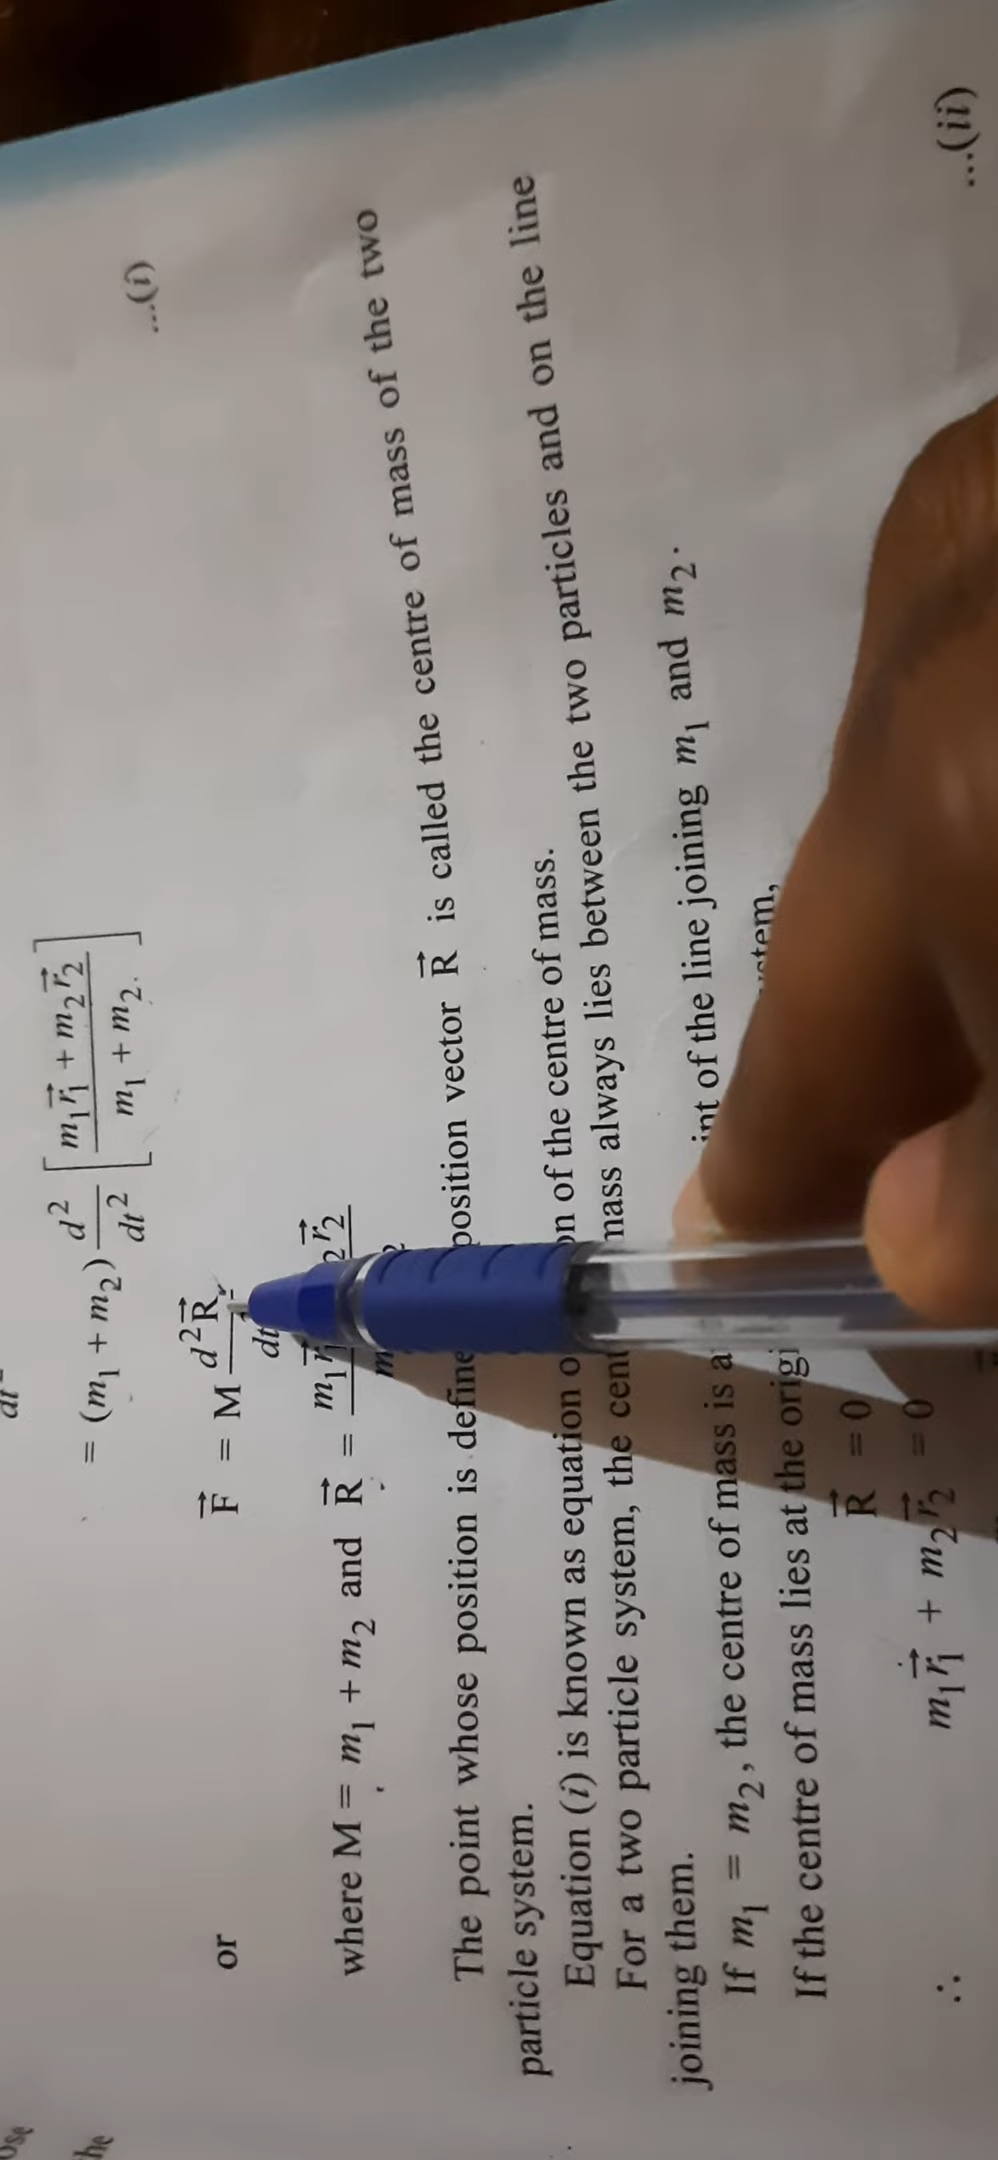 = (m₁ + m₂) d²/dt² [(m₁r⃗₁ + m₂r⃗₂)/(m₁ + m₂)]
or F⃗ = M d²R⃗/dt ...(i)
where M = m₁ + m₂ and R⃗ = m₁r⃗ 2r⃗₂
The point whose position is position vector R⃗ is called the centre of mass of the two
particle system.
Equation (i) is known as equation of the centre of mass.
For a two particle system, the mass always lies between the two particles and on the line
joining them.
If m₁ = m₂, the centre of mass is of the line joining m₁ and m₂.
If the centre of mass lies at the
R⃗ = 0
∴ m₁r⃗₁ + m₂r⃗₂ = 0 ...(ii)